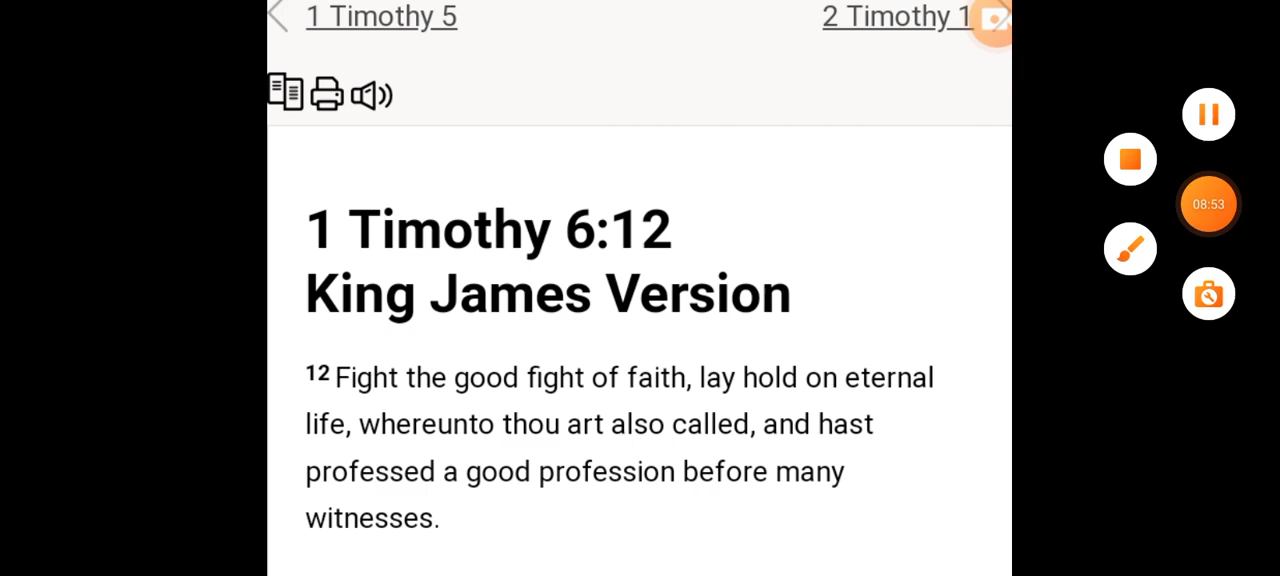 1 Timothy 5
2 Timothy 1
08:53
1 Timothy 6:12
King James Version
12 Fight the good fight of faith, lay hold on eternal
life, whereunto thou art also called, and hast
professed a good profession before many
witnesses.